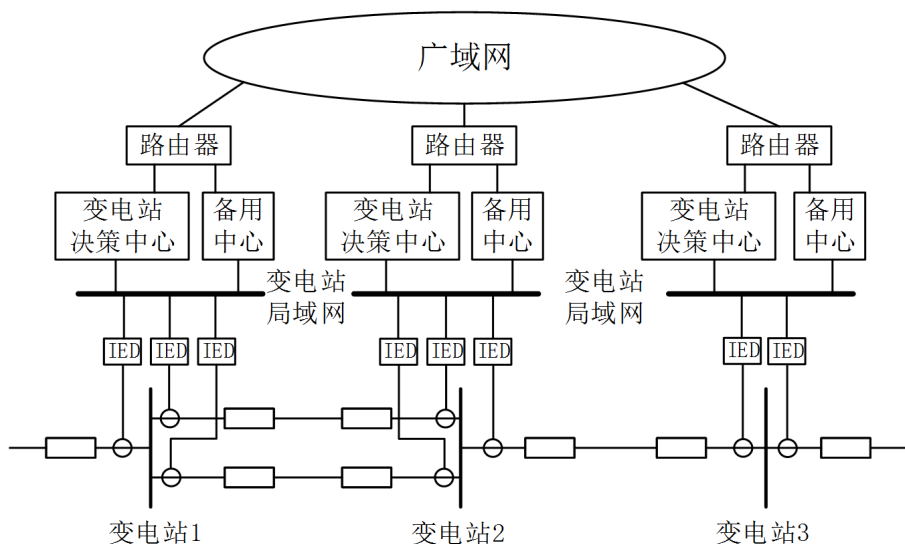 广域网
路由器
路由器
路由器
变电站
决策中心
备用
中心
变电站
决策中心
备用
中心
变电站
决策中心
备用
中心
变电站
局域网
变电站
局域网
IED
IED
IED
IED
IED
IED
IED
IED
变电站1
变电站2
变电站3